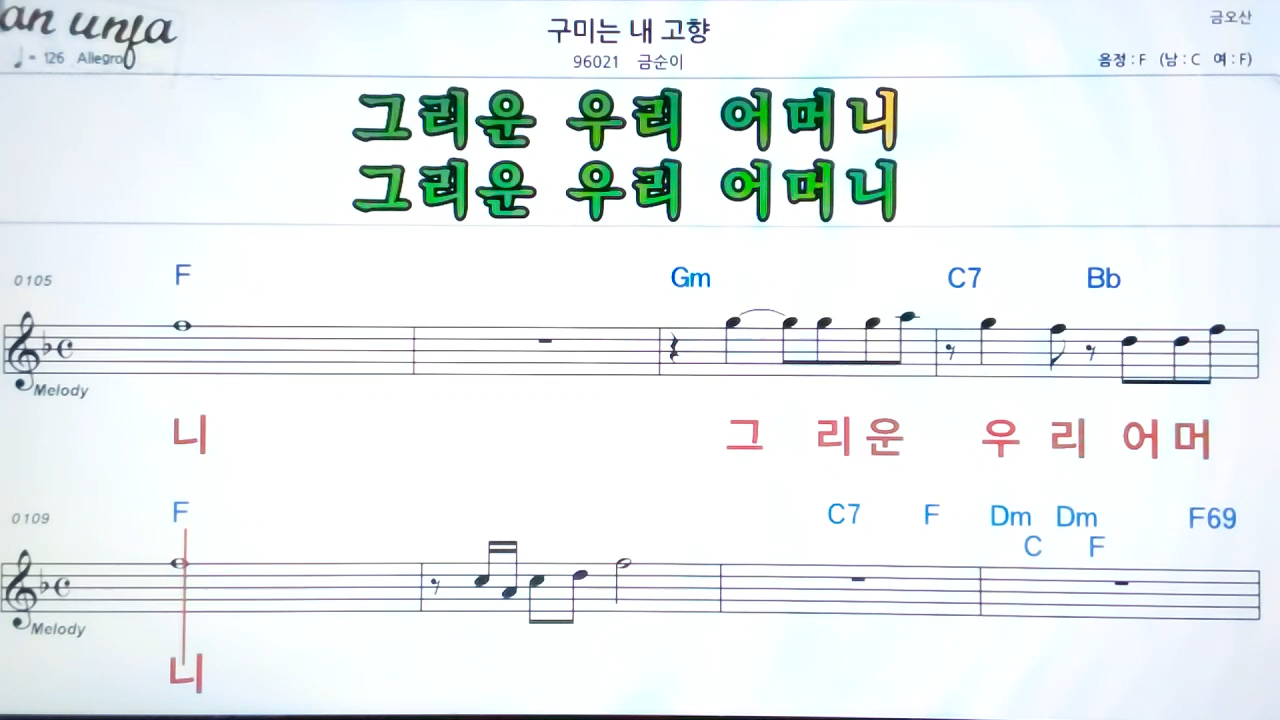 an unja
금오산
구미는 내 고향
♩= 126 Allegro
96021 금순이
음정 : F (남 : C 여 : F)
그리운 우리 어머니
그리운 우리 어머니
0105 F Gm C7 Bb
Melody
니 그 리 운 우 리 어 머
0109 F C7 F Dm Dm F69
C F
Melody
니